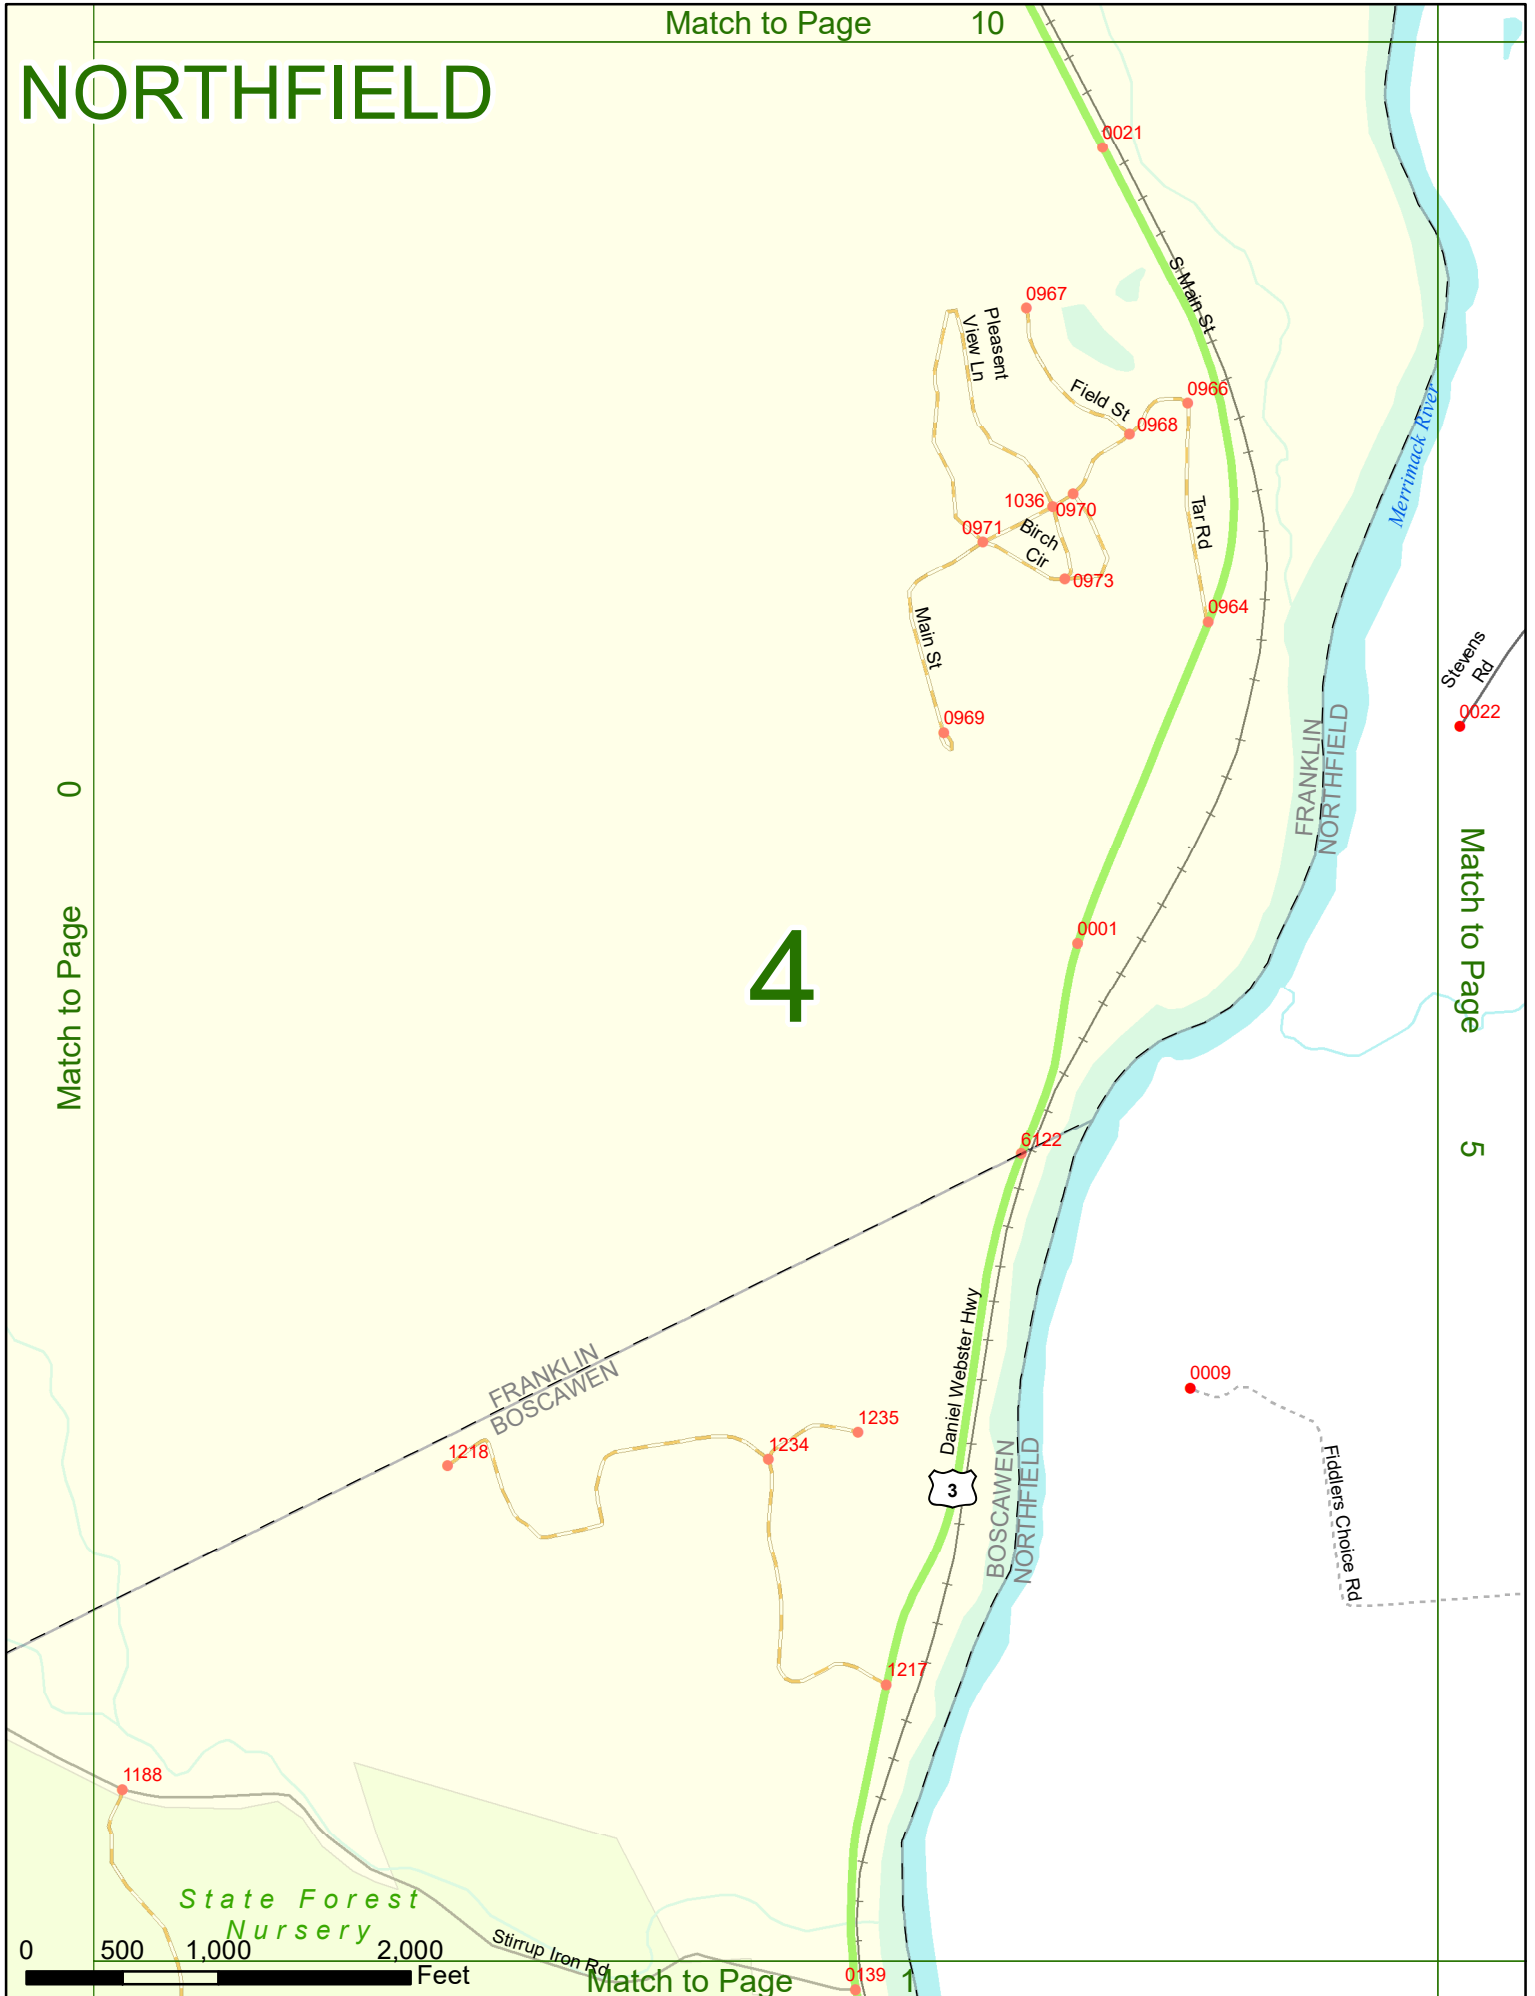 Match to Page 10
NORTHFIELD
0021
S Main St
0967
Pleasent
View Ln
Field St
0966
0968
Merrimack River
1036
0970
Tar Rd
0971
Birch
Cir
0973
0964
Main St
Stevens
Rd
0969
0022
FRANKLIN
NORTHFIELD
0
Match to Page
Match to Page
5
4
0001
6122
Daniel Webster Hwy
FRANKLIN
BOSCAWEN
0009
1235
1234
1218
3
BOSCAWEN
NORTHFIELD
Fiddlers Choice Rd
1217
1188
State Forest
Nursery
Stirrup Iron Rd
0 500 1,000 2,000
Feet
0139
Match to Page 1